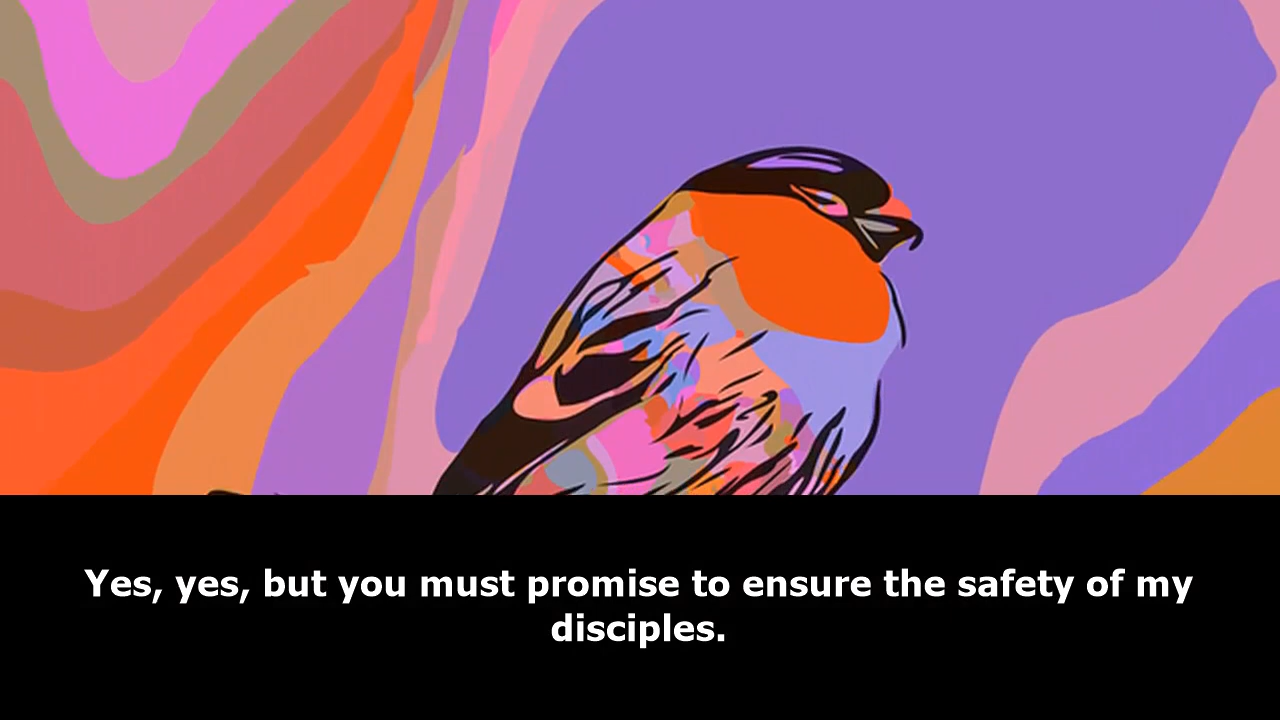 Yes, yes, but you must promise to ensure the safety of my
disciples.